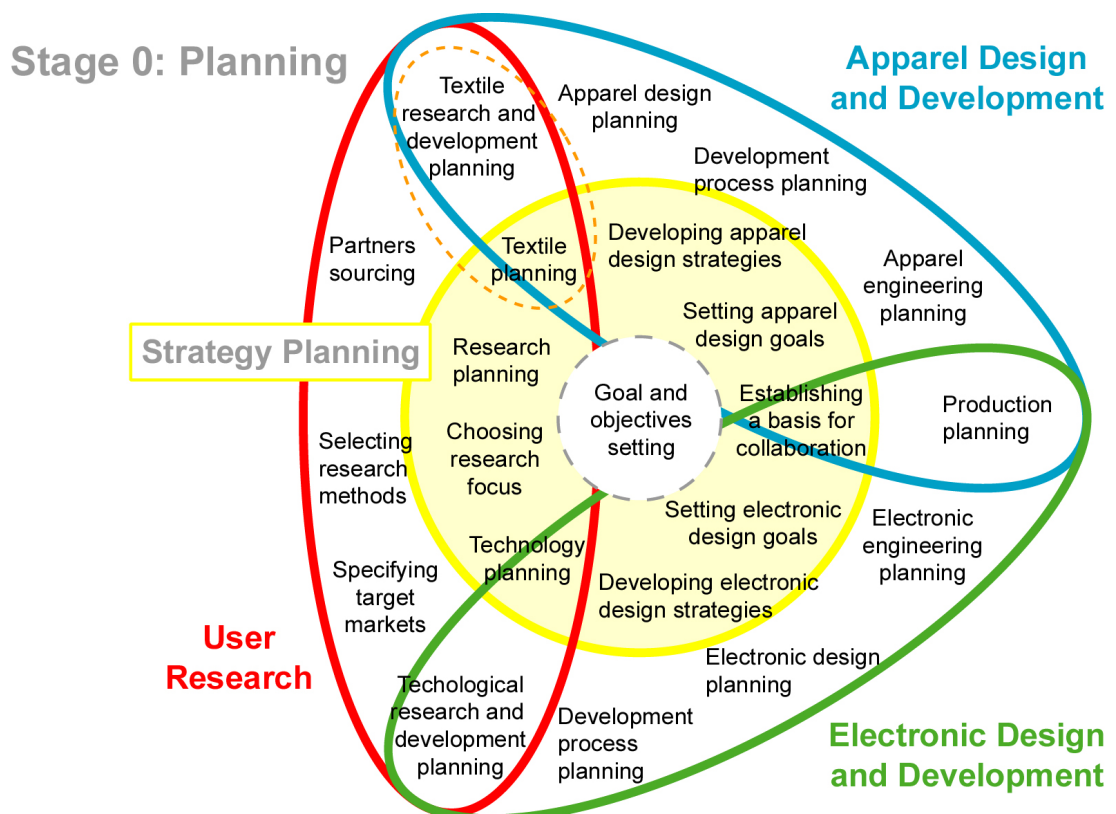 Stage 0: Planning
Apparel Design
and Development
Textile
research and
development
planning
Apparel design
planning
Development
process planning
Partners
sourcing
Textile
planning
Developing apparel
design strategies
Apparel
engineering
planning
Setting apparel
design goals
Strategy Planning
Research
planning
Goal and
objectives
setting
Establishing
a basis for
collaboration
Production
planning
Selecting
research
methods
Choosing
research
focus
Setting electronic
design goals
Electronic
engineering
planning
Technology
planning
Specifying
target
markets
Developing electronic
design strategies
User
Research
Electronic design
planning
Techological
research and
development
planning
Development
process
planning
Electronic Design
and Development